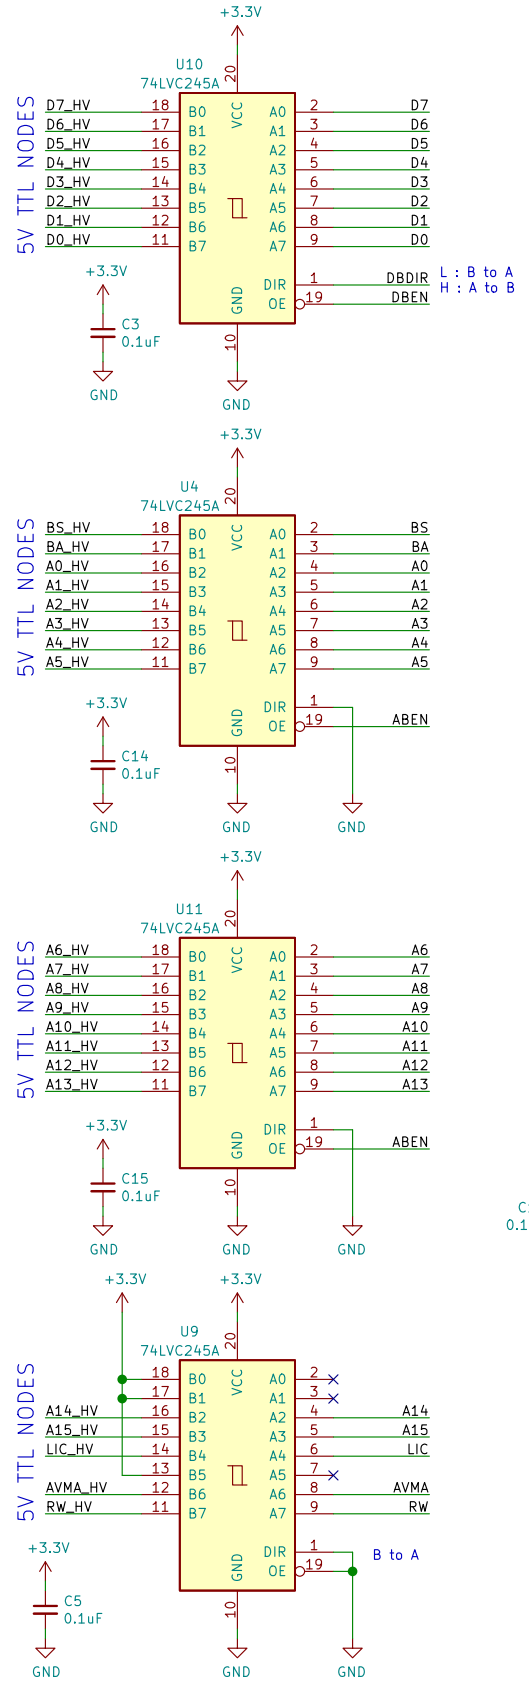 +3.3V
U10
74LVC245A
20
VCC
5V TTL NODES
D7_HV 18 B0 A0 2 D7
D6_HV 17 B1 A1 3 D6
D5_HV 16 B2 A2 4 D5
D4_HV 15 B3 A3 5 D4
D3_HV 14 B4 A4 6 D3
D2_HV 13 B5 A5 7 D2
D1_HV 12 B6 A6 8 D1
D0_HV 11 B7 A7 9 D0
DIR 1 DBDIR
L : B to A
H : A to B
OE 19 DBEN
GND
10
GND
+3.3V
C3
0.1uF
GND
+3.3V
U4
74LVC245A
20
VCC
5V TTL NODES
BS_HV 18 B0 A0 2 BS
BA_HV 17 B1 A1 3 BA
A0_HV 16 B2 A2 4 A0
A1_HV 15 B3 A3 5 A1
A2_HV 14 B4 A4 6 A2
A3_HV 13 B5 A5 7 A3
A4_HV 12 B6 A6 8 A4
A5_HV 11 B7 A7 9 A5
DIR 1
OE 19 ABEN
GND
10
+3.3V
C14
0.1uF
GND
GND
GND
+3.3V
U11
74LVC245A
20
VCC
5V TTL NODES
A6_HV 18 B0 A0 2 A6
A7_HV 17 B1 A1 3 A7
A8_HV 16 B2 A2 4 A8
A9_HV 15 B3 A3 5 A9
A10_HV 14 B4 A4 6 A10
A11_HV 13 B5 A5 7 A11
A12_HV 12 B6 A6 8 A12
A13_HV 11 B7 A7 9 A13
DIR 1
OE 19 ABEN
GND
10
+3.3V
C15
0.1uF
GND
GND
GND
+3.3V
+3.3V
U9
74LVC245A
20
VCC
5V TTL NODES
18 B0 A0 2
17 B1 A1 3
A14_HV 16 B2 A2 4 A14
A15_HV 15 B3 A3 5 A15
LIC_HV 14 B4 A4 6 LIC
13 B5 A5 7
AVMA_HV 12 B6 A6 8 AVMA
RW_HV 11 B7 A7 9 RW
DIR 1
B to A
OE 19
GND
10
+3.3V
C5
0.1uF
GND
GND
GND